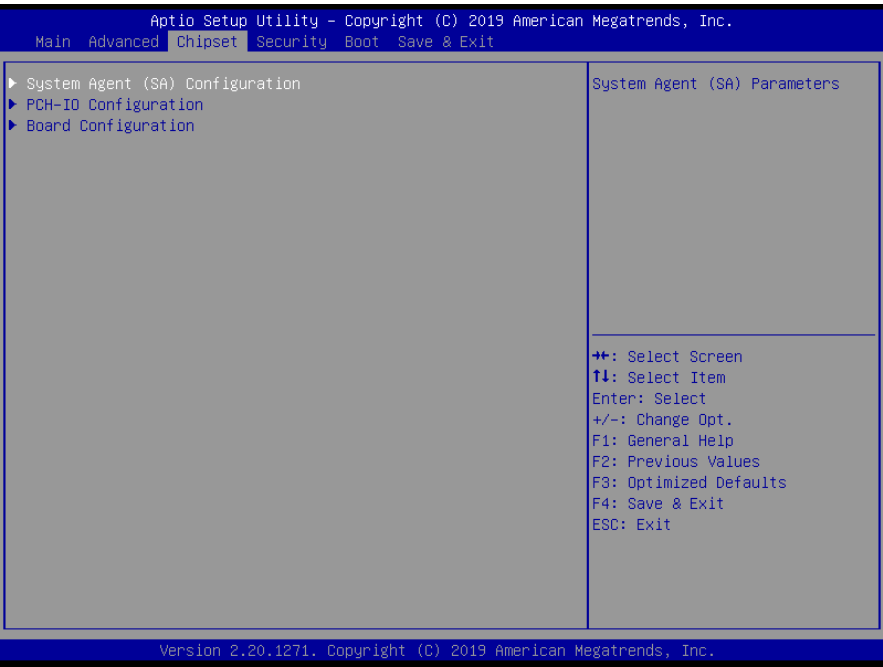 Aptio Setup Utility – Copyright (C) 2019 American Megatrends, Inc.
Main Advanced Chipset Security Boot Save & Exit
▶ System Agent (SA) Configuration
▶ PCH-IO Configuration
▶ Board Configuration
System Agent (SA) Parameters
→←: Select Screen
↑↓: Select Item
Enter: Select
+/-: Change Opt.
F1: General Help
F2: Previous Values
F3: Optimized Defaults
F4: Save & Exit
ESC: Exit
Version 2.20.1271. Copyright (C) 2019 American Megatrends, Inc.